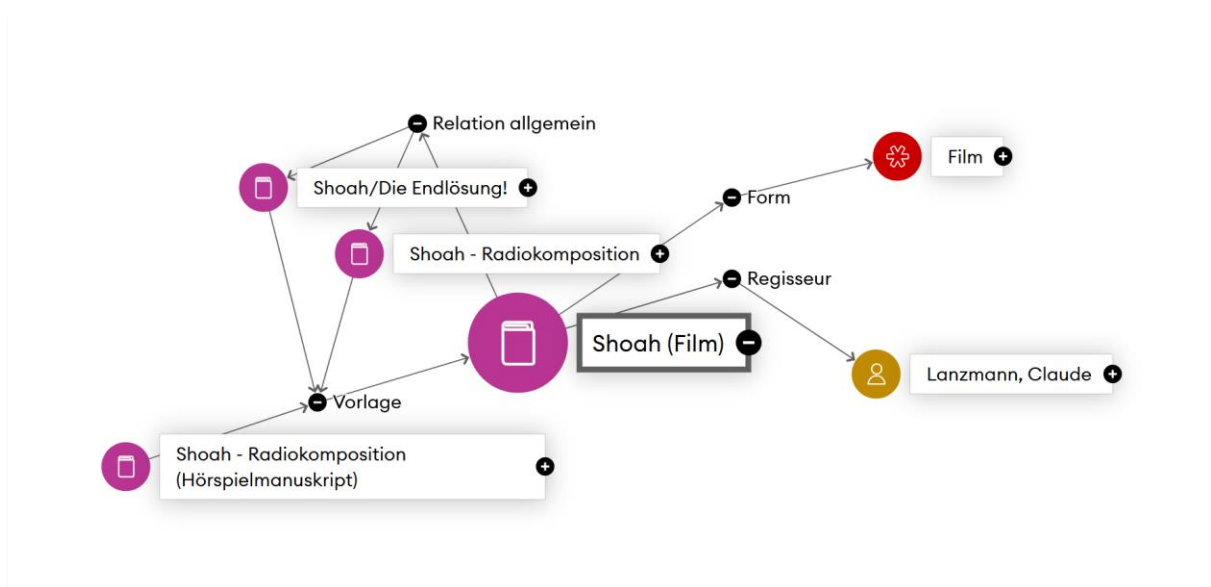 Relation allgemein
Film
Shoah/Die Endlösung!
Form
Shoah - Radiokomposition
Regisseur
Shoah (Film)
Lanzmann, Claude
Vorlage
Shoah - Radiokomposition
(Hörspielmanuskript)